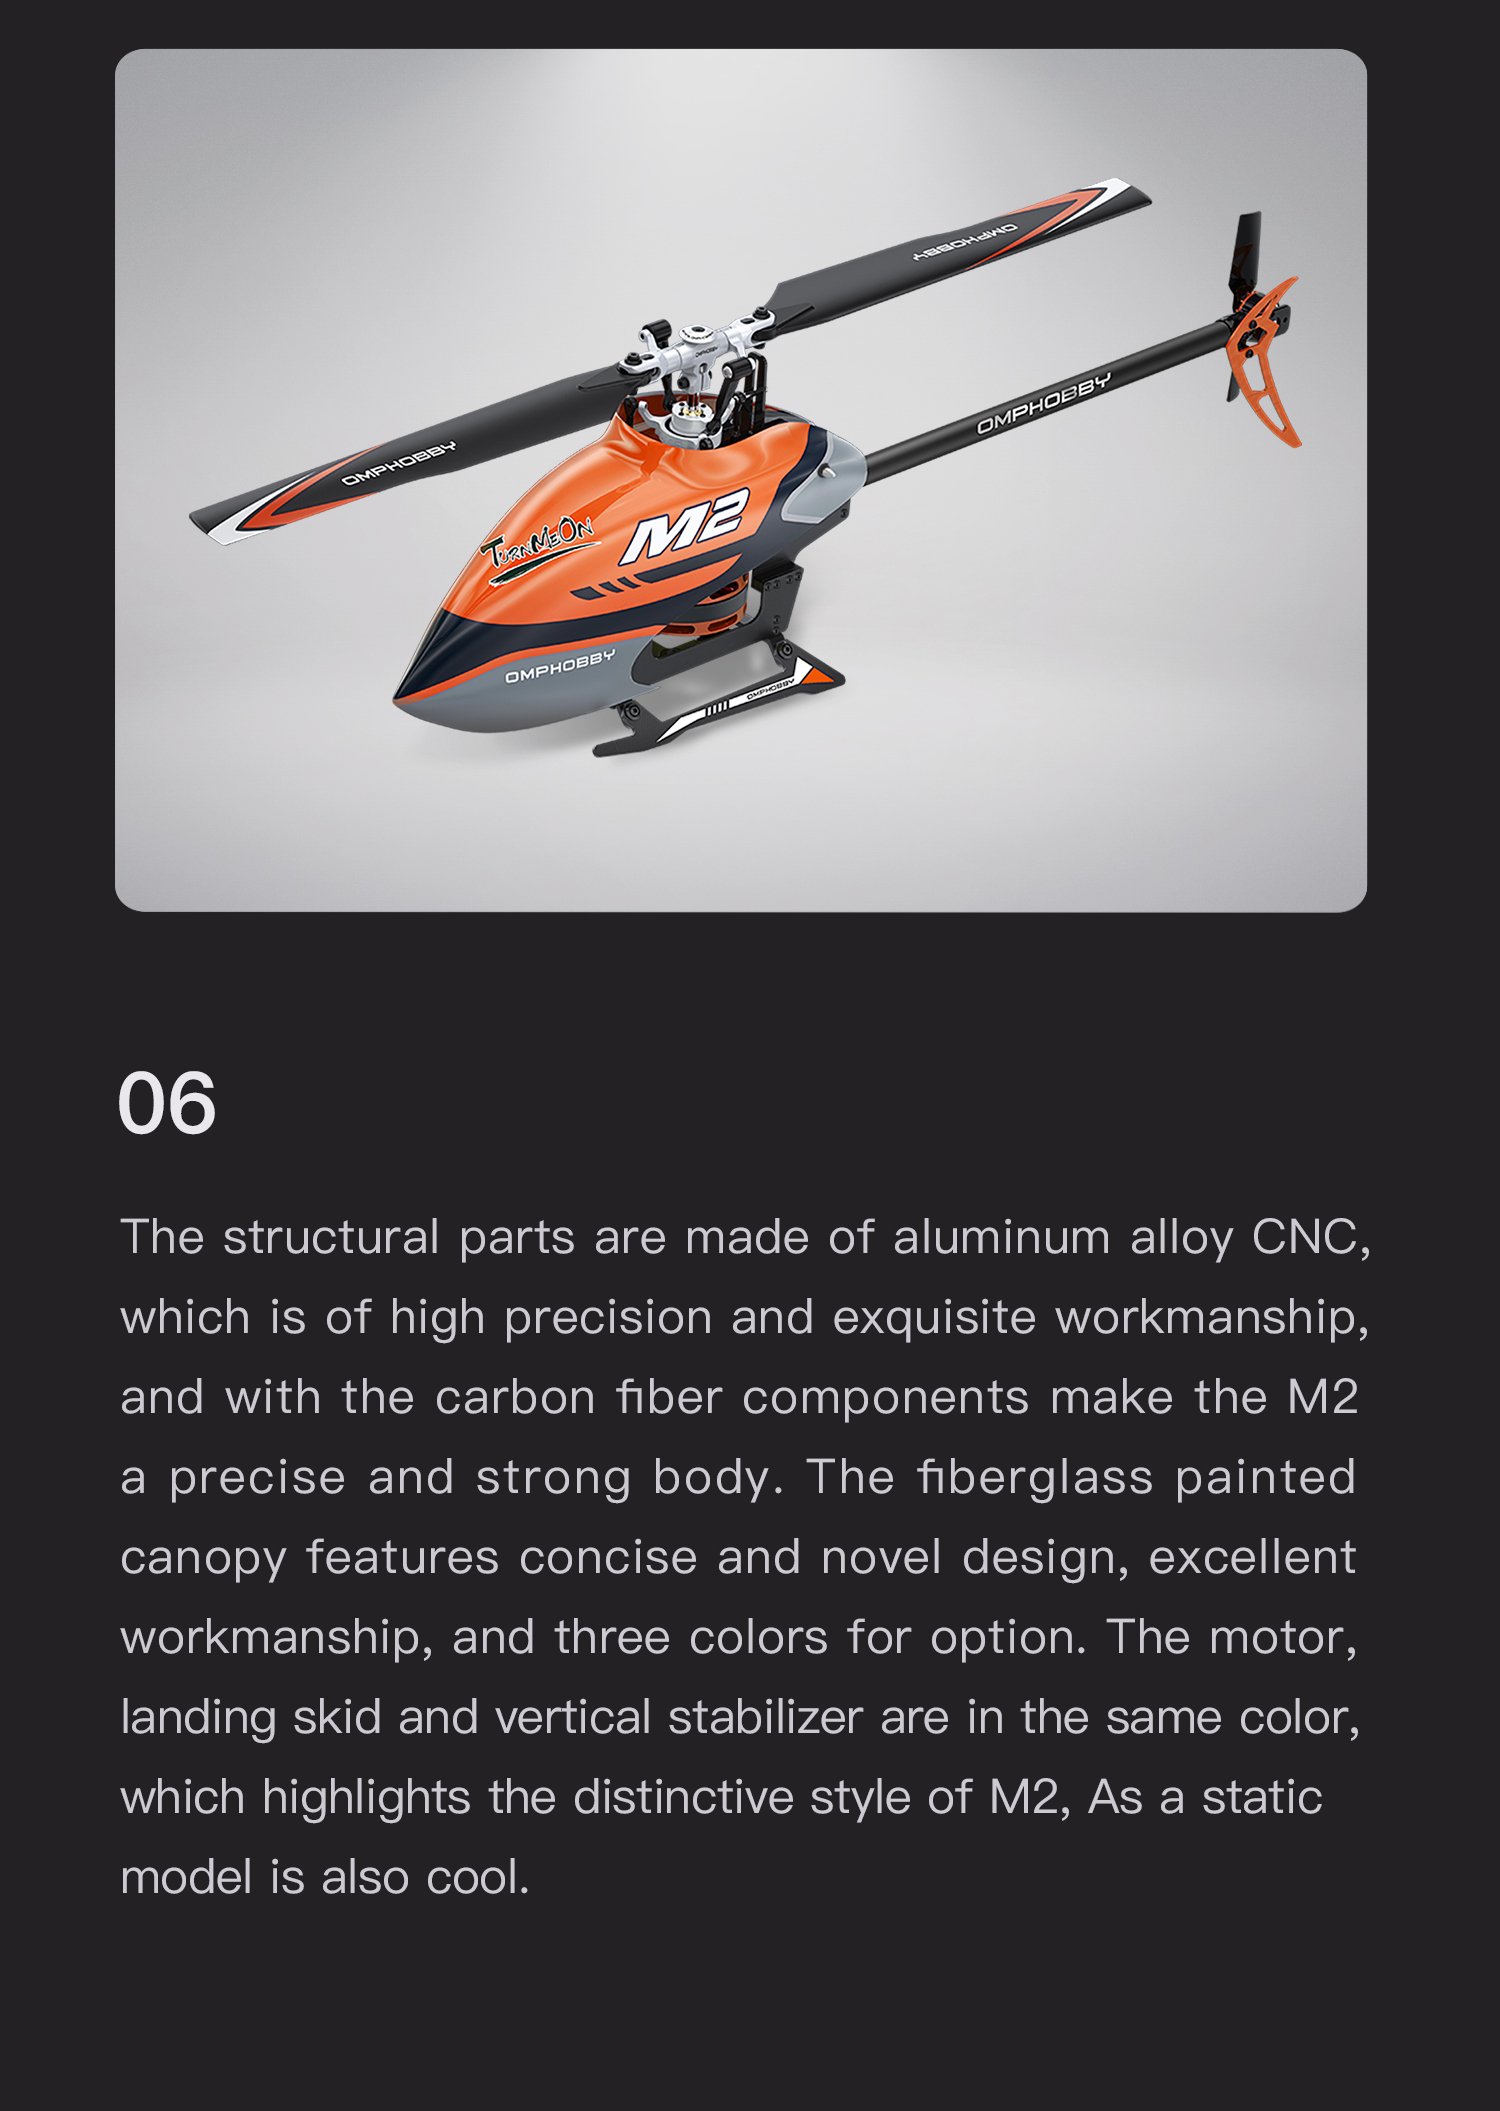 OMPHOBBY
OMPHOBBY
OMPHOBBY
OMPHOBBY
M2
TURNMEON
OMPHOBBY
OMPHOBBY
06
The structural parts are made of aluminum alloy CNC,
which is of high precision and exquisite workmanship,
and with the carbon fiber components make the M2
a precise and strong body. The fiberglass painted
canopy features concise and novel design, excellent
workmanship, and three colors for option. The motor,
landing skid and vertical stabilizer are in the same color,
which highlights the distinctive style of M2, As a static
model is also cool.